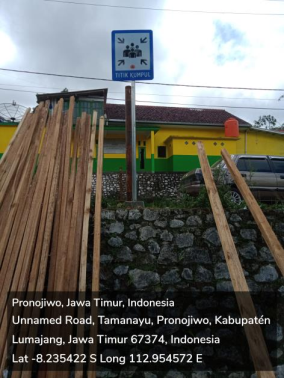 TITIK KUMPUL
Pronojiwo, Jawa Timur, Indonesia
Unnamed Road, Tamanayu, Pronojiwo, Kabupatén
Lumajang, Jawa Timur 67374, Indonesia
Lat -8.235422 S Long 112.954572 E